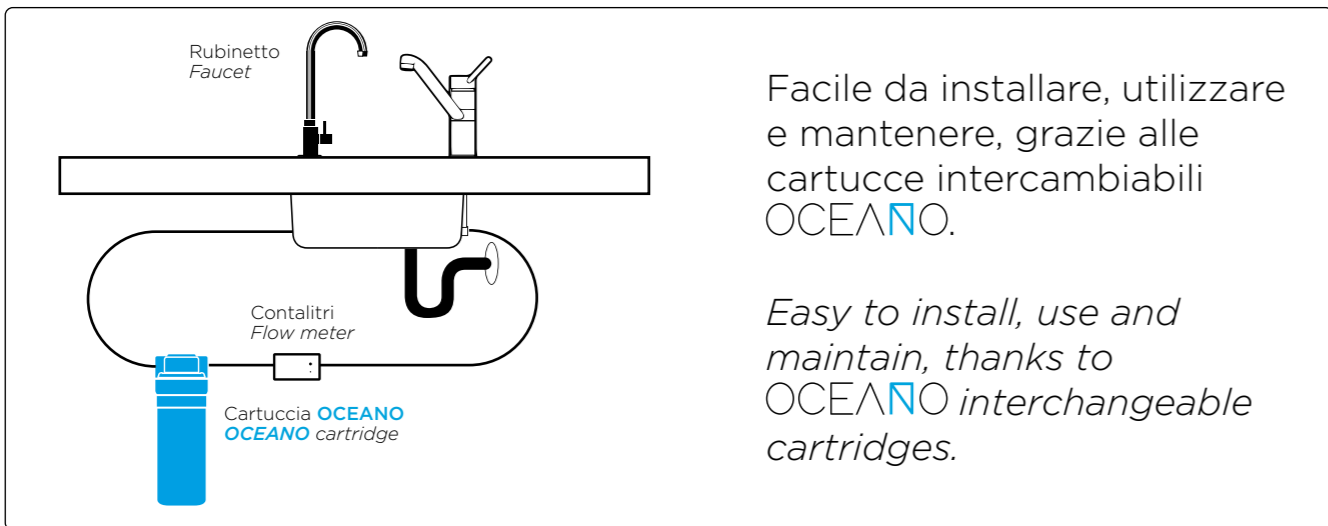 Rubinetto
Faucet
Contalitri
Flow meter
Cartuccia OCEANO
OCEANO cartridge
Facile da installare, utilizzare
e mantenere, grazie alle
cartucce intercambiabili
OCEANO.
Easy to install, use and
maintain, thanks to
OCEANO interchangeable
cartridges.